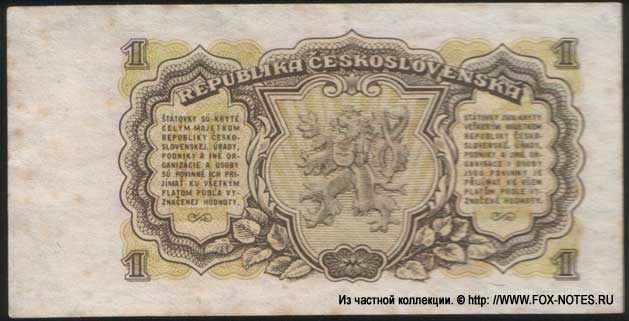 1 1
REPUBLIKA ČESKOSLOVENSKÁ
ŠTÁTOVKY SÚ KRYTÉ
CELÝM MAJETKOM
REPUBLIKY ČESKO-
SLOVENSKEJ. ÚRADY,
PODNIKY A INÉ OR-
GANIZÁCIE A OSOBY
SÚ POVINNÉ ICH PRI-
JÍMAŤ KU VŠETKÝM
PLATOM PODĽA VY-
ZNAČENEJ HODNOTY.
STÁTOVKY JSOU KRYTY
VEŠKERÝM MAJETKEM
REPUBLIKY ČESKO-
SLOVENSKÉ. ÚŘADY,
PODNIKY A JINÉ OR-
GANISACE I OSOBY
JSOU POVINNY JE
PŘIJÍMAT KE VŠEM
PLATŮM PODLE VY-
ZNAČENÉ HODNOTY.
1 1
Из частной коллекции. © http: //WWW.FOX-NOTES.RU